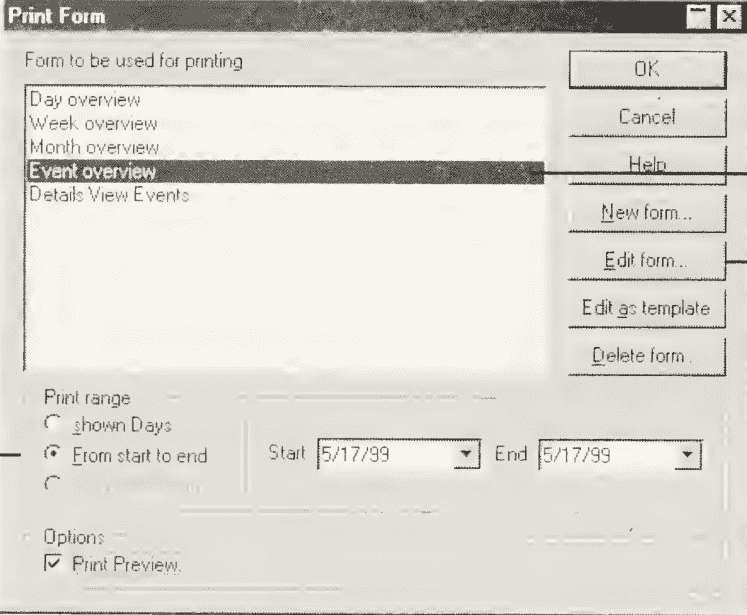 Print Form
Form to be used for printing
Day overview
Week overview
Month overview
Event overview
Details View Events
OK
Cancel
Help
New form...
Edit form...
Edit as template
Delete form .
Print range
shown Days
From start to end
Start 5/17/99 End 5/17/99
Options
Print Preview.